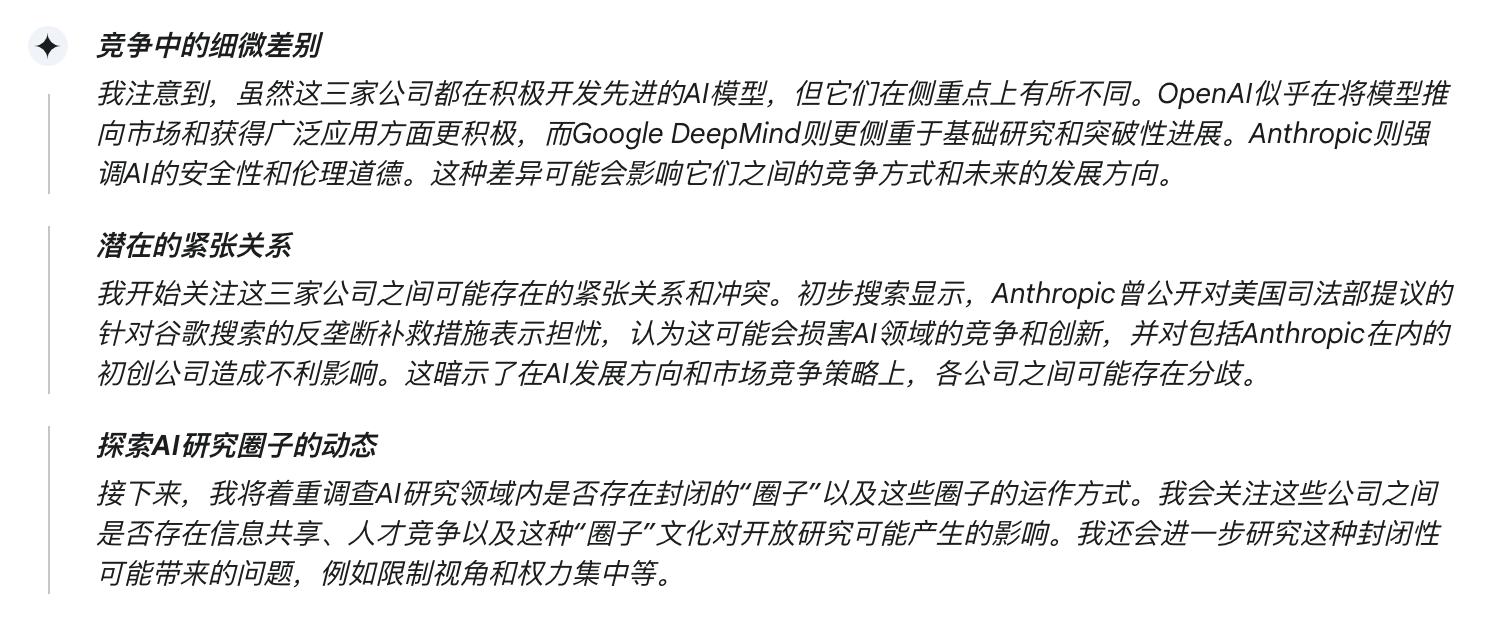 竞争中的细微差别
我注意到，虽然这三家公司都在积极开发先进的AI模型，但它们在侧重点上有所不同。OpenAI似乎在将模型推
向市场和获得广泛应用方面更积极，而Google DeepMind则更侧重于基础研究和突破性进展。Anthropic则强
调AI的安全性和伦理道德。这种差异可能会影响它们之间的竞争方式和未来的发展方向。
潜在的紧张关系
我开始关注这三家公司之间可能存在的紧张关系和冲突。初步搜索显示，Anthropic曾公开对美国司法部提议的
针对谷歌搜索的反垄断补救措施表示担忧，认为这可能会损害AI领域的竞争和创新，并对包括Anthropic在内的
初创公司造成不利影响。这暗示了在AI发展方向和市场竞争策略上，各公司之间可能存在分歧。
探索AI研究圈子的动态
接下来，我将着重调查AI研究领域内是否存在封闭的“圈子”以及这些圈子的运作方式。我会关注这些公司之间
是否存在信息共享、人才竞争以及这种“圈子”文化对开放研究可能产生的影响。我还会进一步研究这种封闭性
可能带来的问题，例如限制视角和权力集中等。